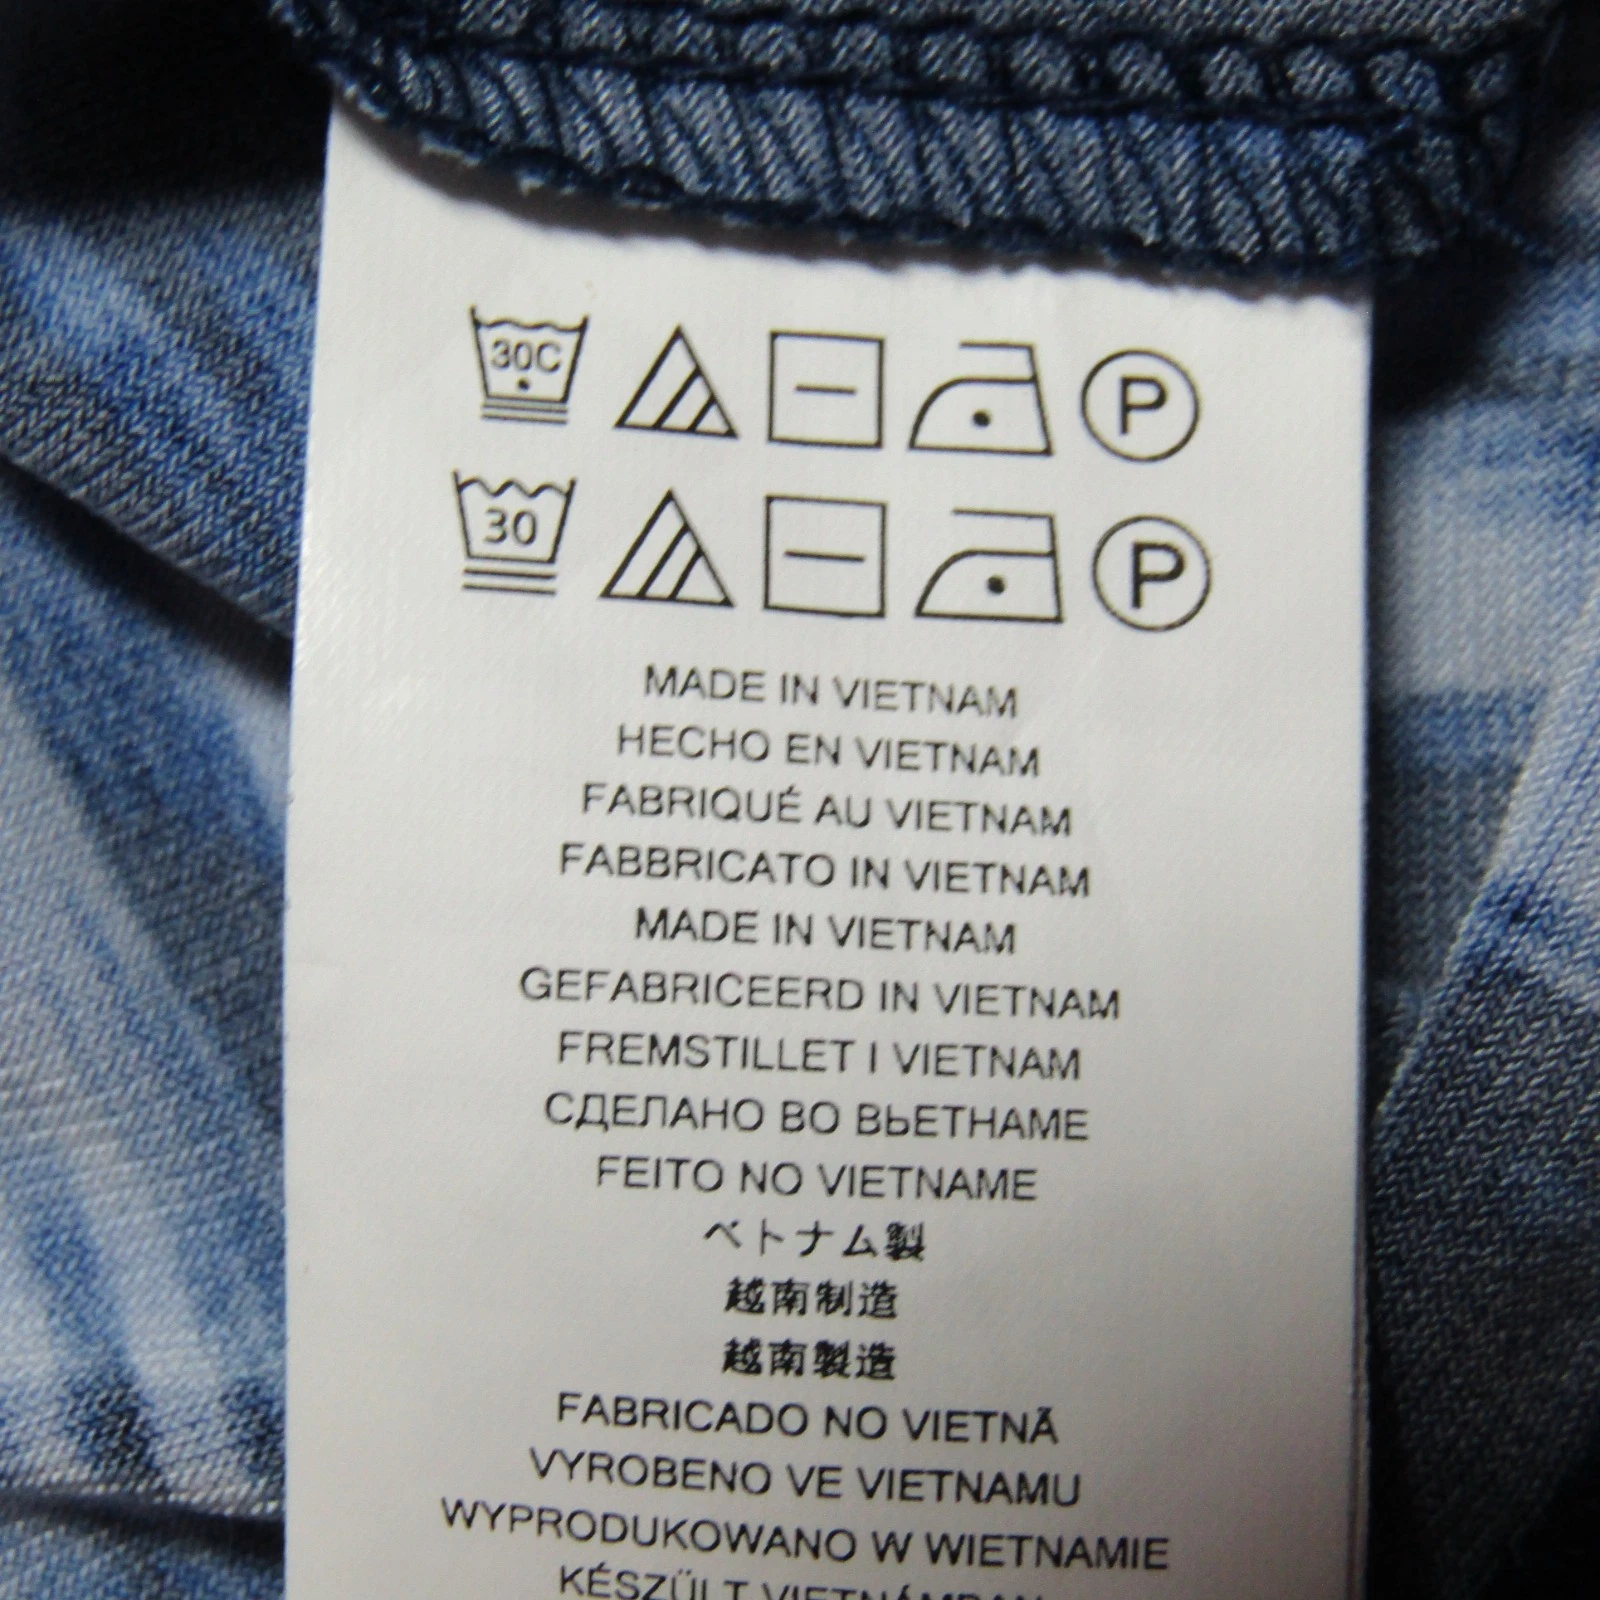 30C P
30 P
MADE IN VIETNAM
HECHO EN VIETNAM
FABRIQUÉ AU VIETNAM
FABBRICATO IN VIETNAM
MADE IN VIETNAM
GEFABRICEERD IN VIETNAM
FREMSTILLET I VIETNAM
СДЕЛАНО ВО ВЬЕТНАМЕ
FEITO NO VIETNAME
ベトナム製
越南制造
越南製造
FABRICADO NO VIETNÃ
VYROBENO VE VIETNAMU
WYPRODUKOWANO W WIETNAMIE
KÉSZÜLT VIETNÁMBAN